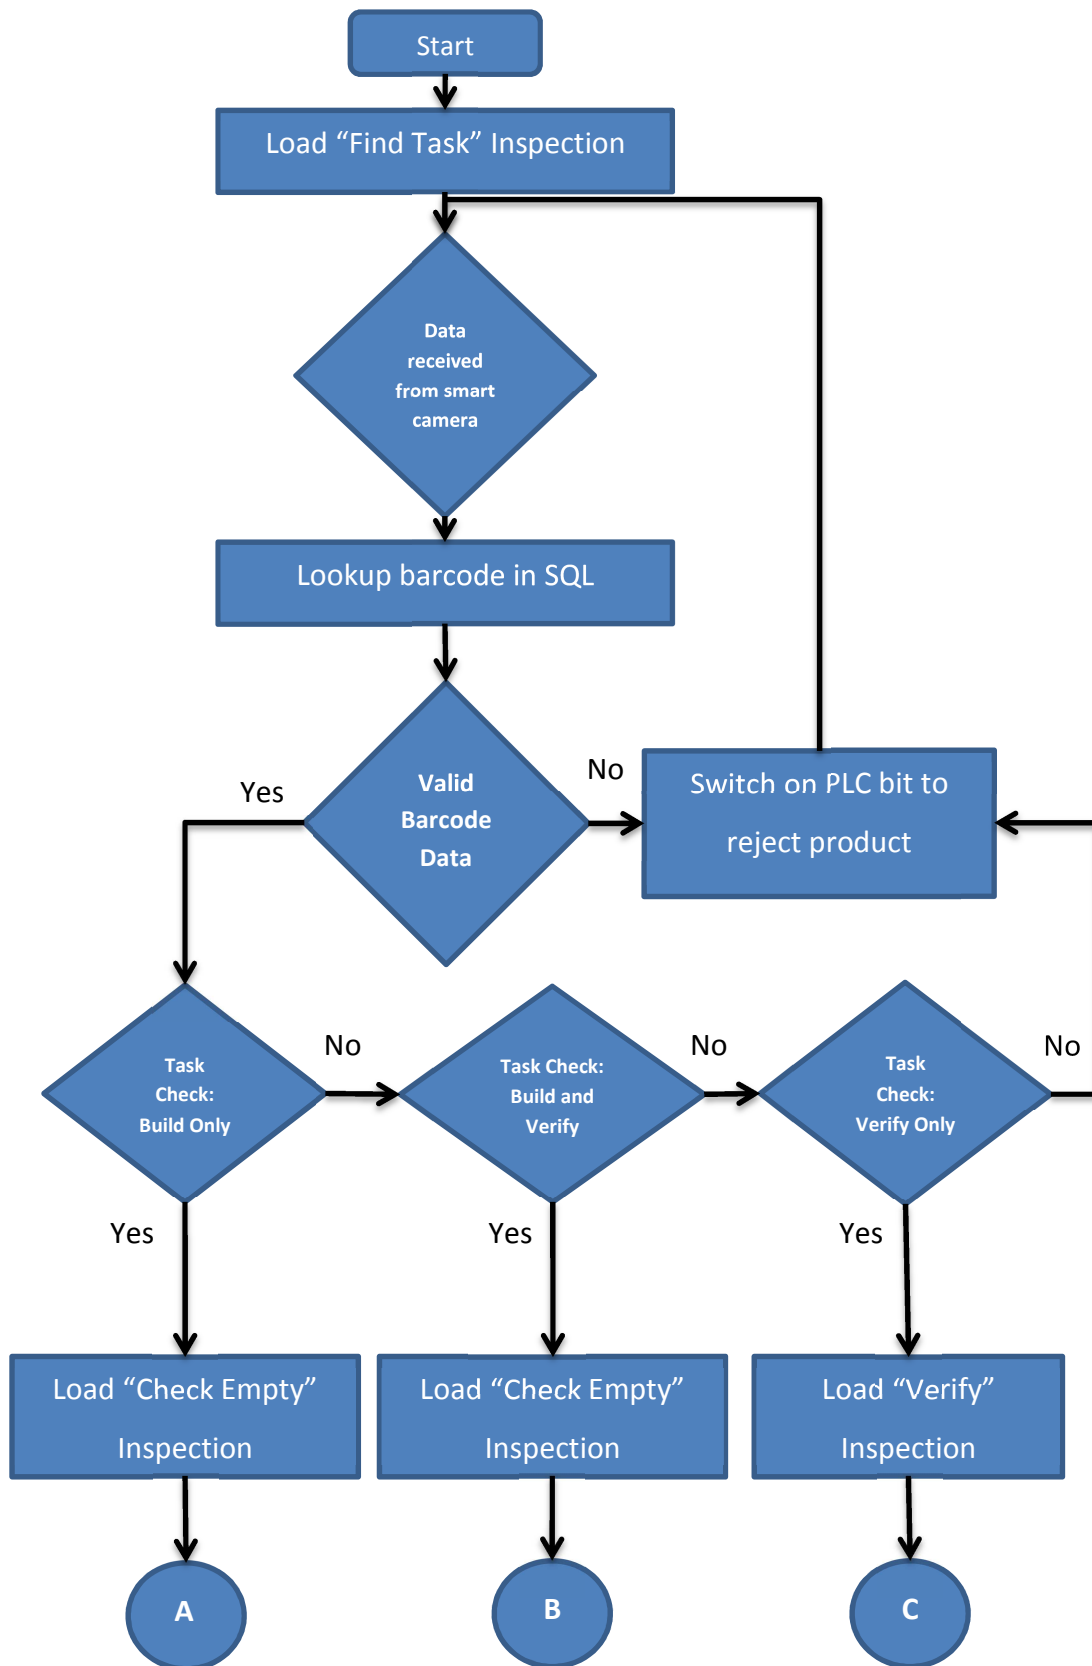 Start
Load “Find Task” Inspection
Data
received
from smart
camera
Lookup barcode in SQL
Yes
Valid
Barcode
Data
No
Switch on PLC bit to
reject product
Task
Check:
Build Only
No
Task Check:
Build and
Verify
No
Task
Check:
Verify Only
No
Yes
Yes
Yes
Load “Check Empty”
Inspection
Load “Check Empty”
Inspection
Load “Verify”
Inspection
A
B
C